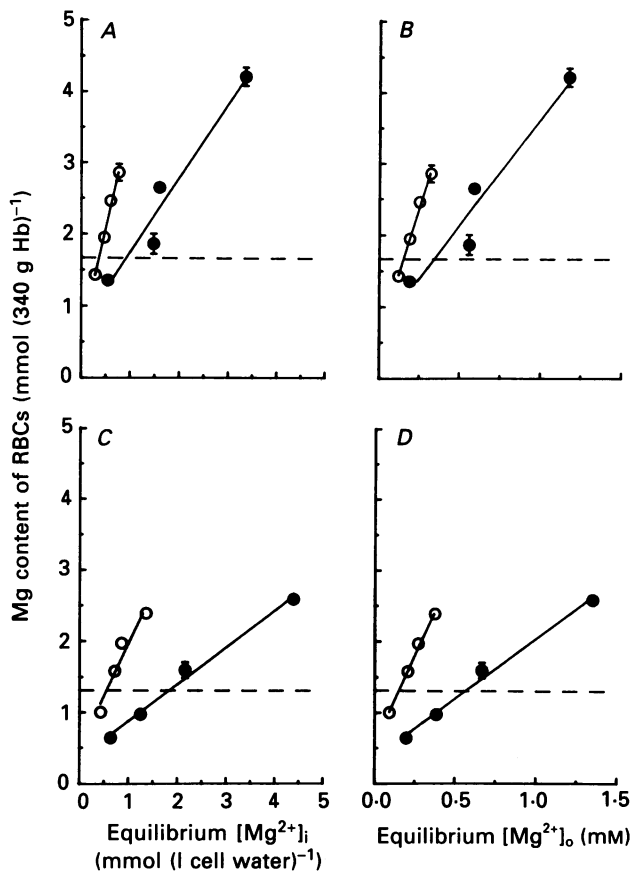 A
B
5
4
3
2
1
0
C
D
5
4
3
2
1
0
Mg content of RBCs (mmol (340 g Hb)⁻¹)
0 1 2 3 4 5
0·0 0·5 1·0 1·5
Equilibrium [Mg²⁺]ᵢ
(mmol (l cell water)⁻¹)
Equilibrium [Mg²⁺]ₒ (mM)